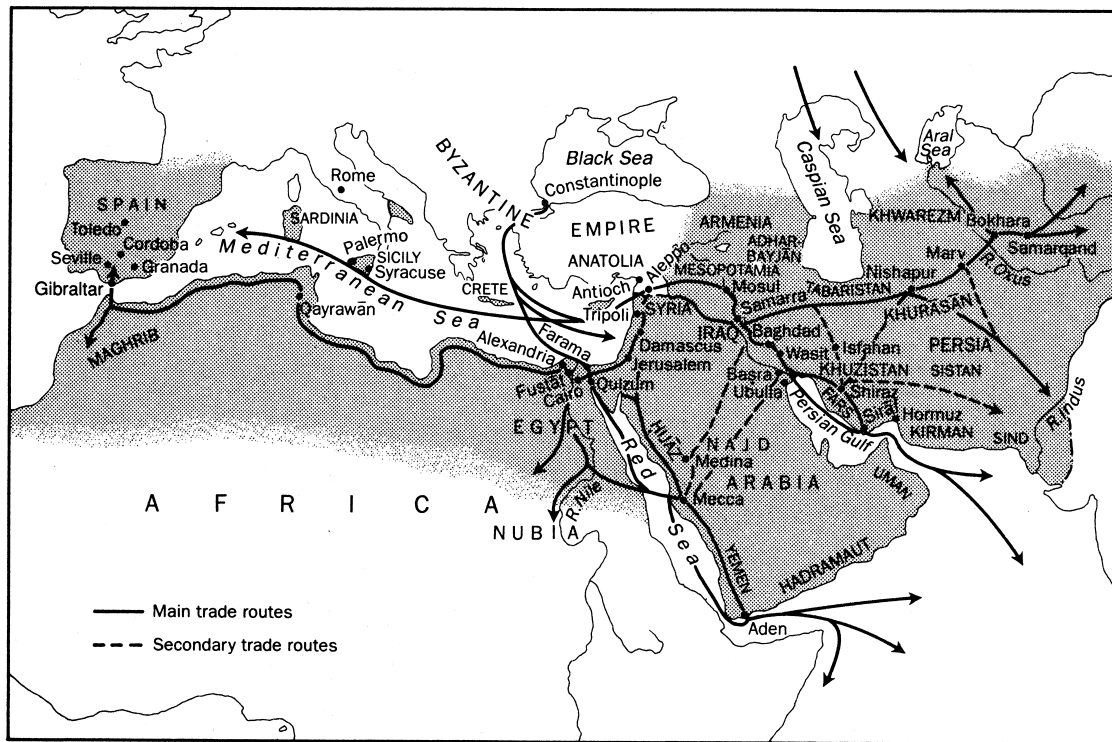 Aral
Sea
Caspian Sea
Black Sea
Constantinople
BYZANTINE
EMPIRE
ANATOLIA
Rome
SPAIN
Toledo
Cordoba
Seville
Granada
Gibraltar
SARDINIA
Palermo
SICILY
Syracuse
Mediterranean Sea
CRETE
Qayrawān
MAGHRIB
ARMENIA
ADHAR-
BAYJĀN
Aleppo
MESOPOTAMIA
Mosul
Antioch
SYRIA
Tripoli
Samarra
TABARISTAN
Nishapur
KHWAREZM
Bokhara
Samarqand
Marv
R.Oxus
KHURASAN
IRAQ
Baghdad
Wasit
Isfahan
PERSIA
SISTAN
KHUZISTAN
Farama
Alexandria
Damascus
Jerusalem
Fustāt
Cairo
Qulzum
Basra
Ubulla
FARS
Shiraz
Siraf
Hormuz
KIRMAN
SIND
R.Indus
Persian Gulf
EGYPT
Red Sea
HIJĀZ
NAJD
Medina
ARABIA
UMAN
AFRICA
R.Nile
Mecca
NUBIA
YEMEN
HADRAMAUT
Aden
Main trade routes
Secondary trade routes